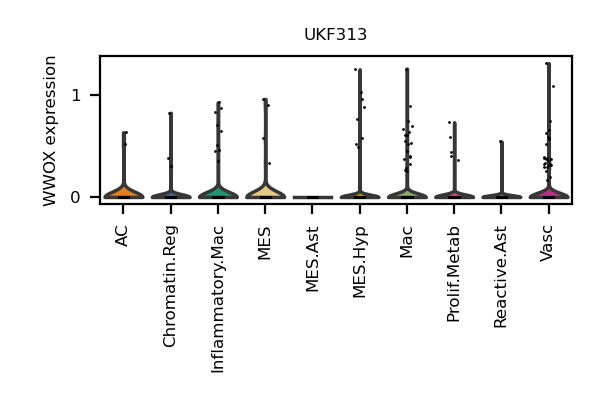 UKF313
WWOX expression
1
0
AC
Chromatin.Reg
Inflammatory.Mac
MES
MES.Ast
MES.Hyp
Mac
Prolif.Metab
Reactive.Ast
Vasc